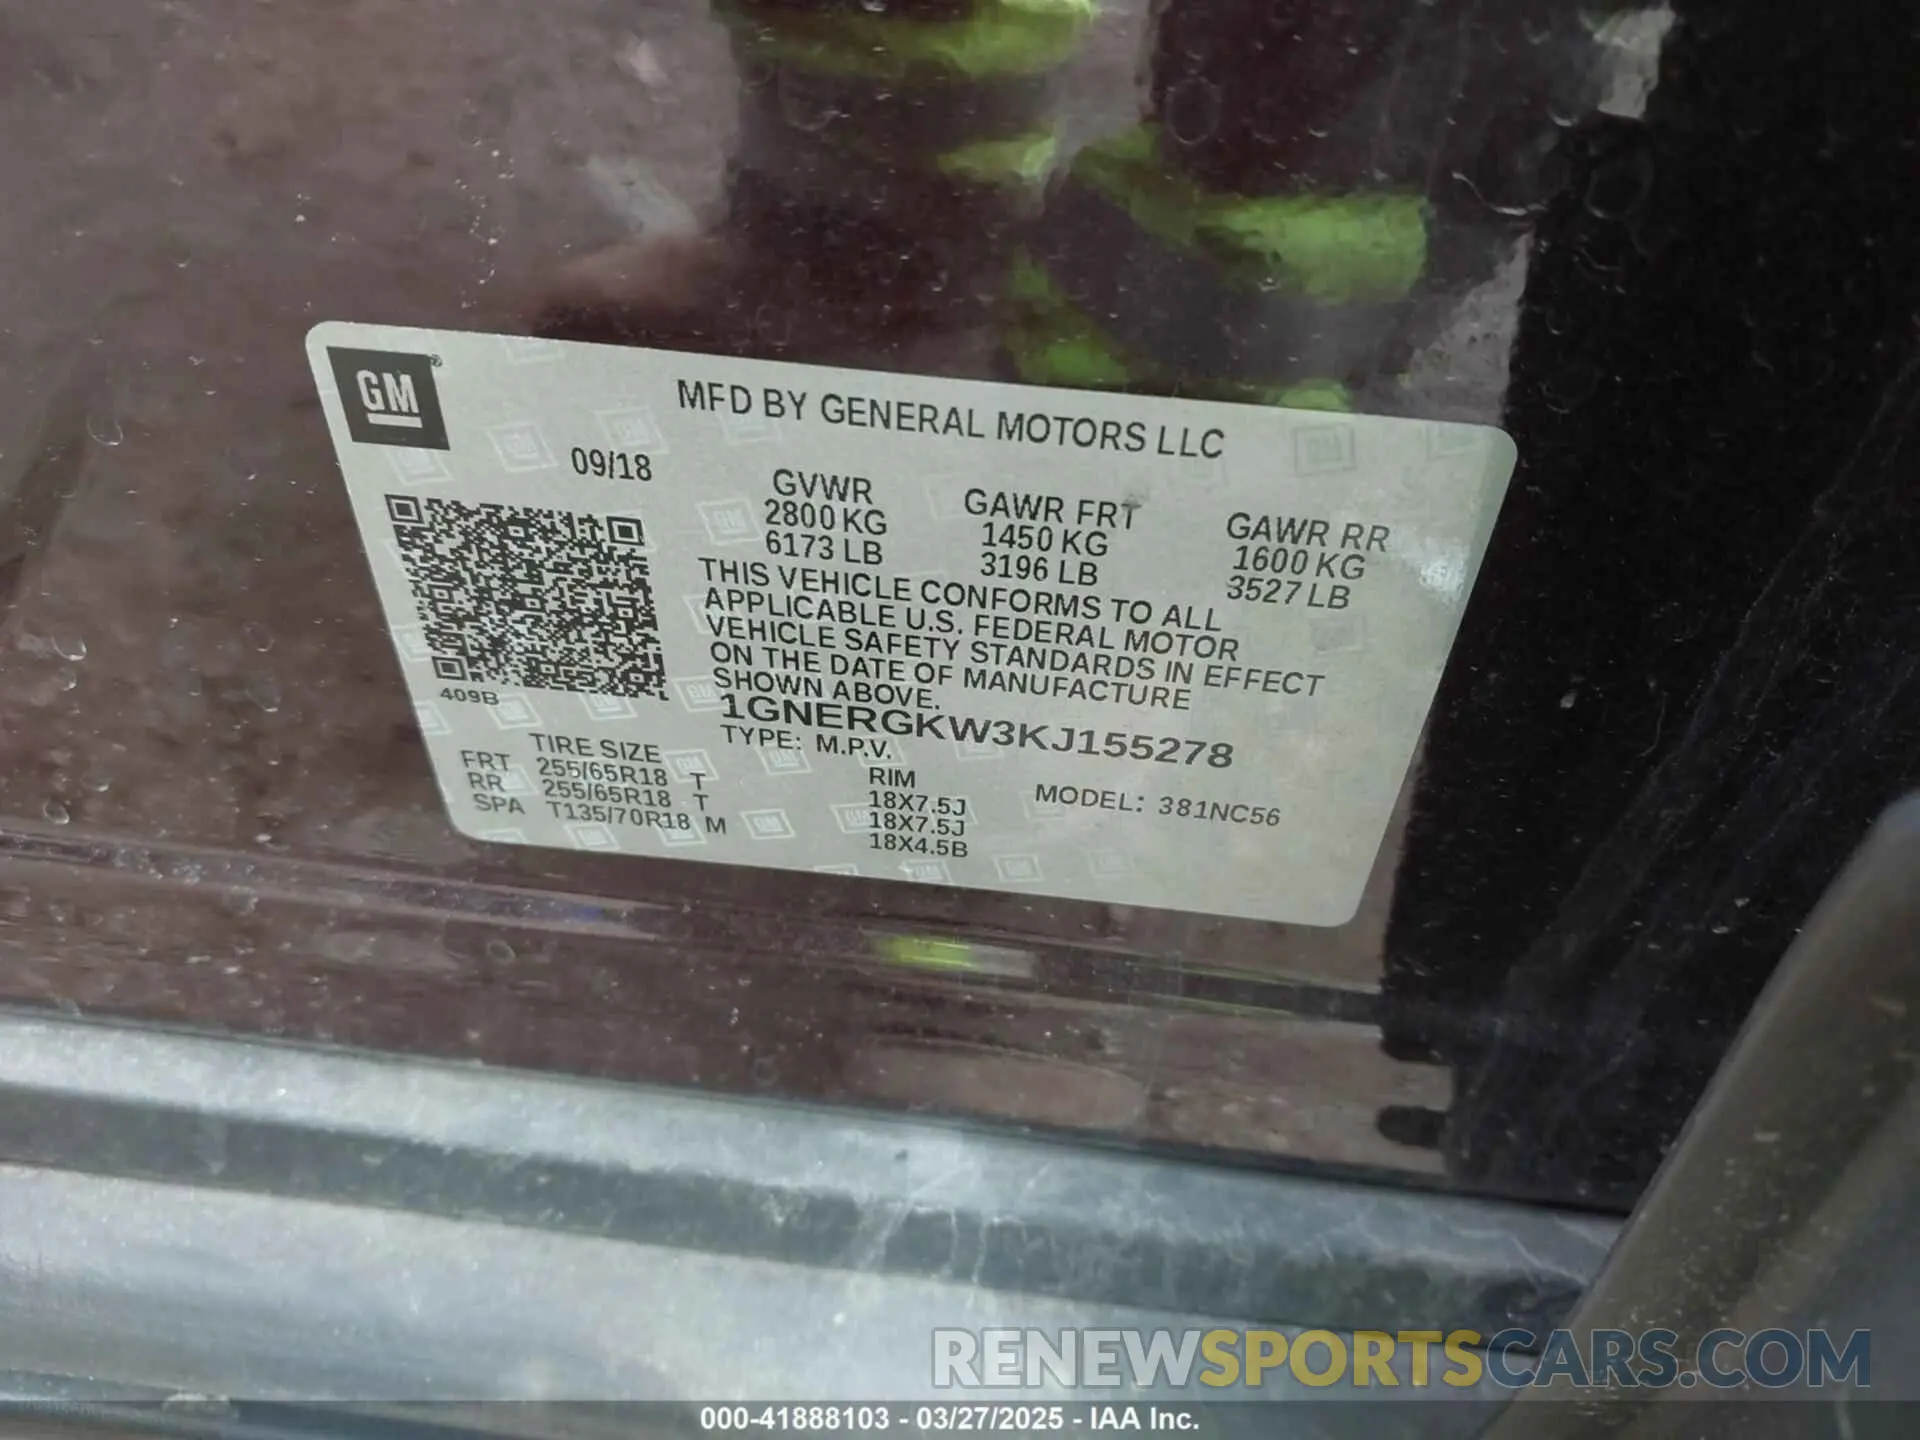 GM®
MFD BY GENERAL MOTORS LLC
09/18
GVWR
2800 KG
6173 LB
GAWR FRT
1450 KG
3196 LB
GAWR RR
1600 KG
3527 LB
THIS VEHICLE CONFORMS TO ALL
APPLICABLE U.S. FEDERAL MOTOR
VEHICLE SAFETY STANDARDS IN EFFECT
ON THE DATE OF MANUFACTURE
SHOWN ABOVE.
409B
1GNERGKW3KJ155278
TYPE: M.P.V.
MODEL: 381NC56
TIRE SIZE
RIM
FRT 255/65R18 T 18X7.5J
RR 255/65R18 T 18X7.5J
SPA T135/70R18 M 18X4.5B
RENEWSPORTSCARS.COM
000-41888103 - 03/27/2025 - IAA Inc.